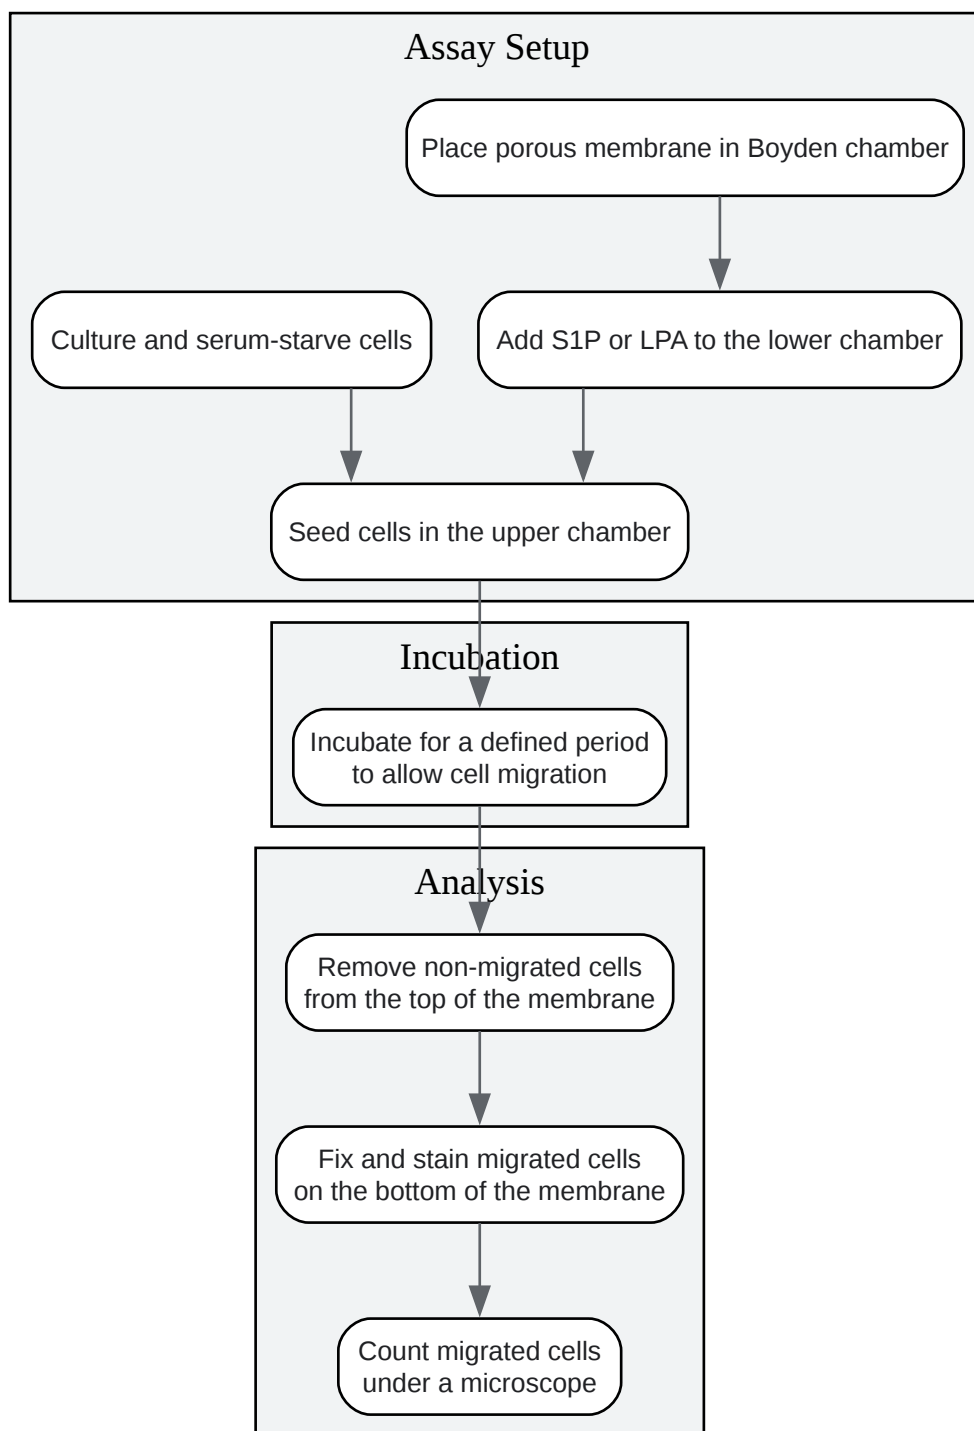 Assay Setup
Place porous membrane in Boyden chamber
Culture and serum-starve cells
Add S1P or LPA to the lower chamber
Seed cells in the upper chamber
Incubation
Incubate for a defined period
to allow cell migration
Analysis
Remove non-migrated cells
from the top of the membrane
Fix and stain migrated cells
on the bottom of the membrane
Count migrated cells
under a microscope